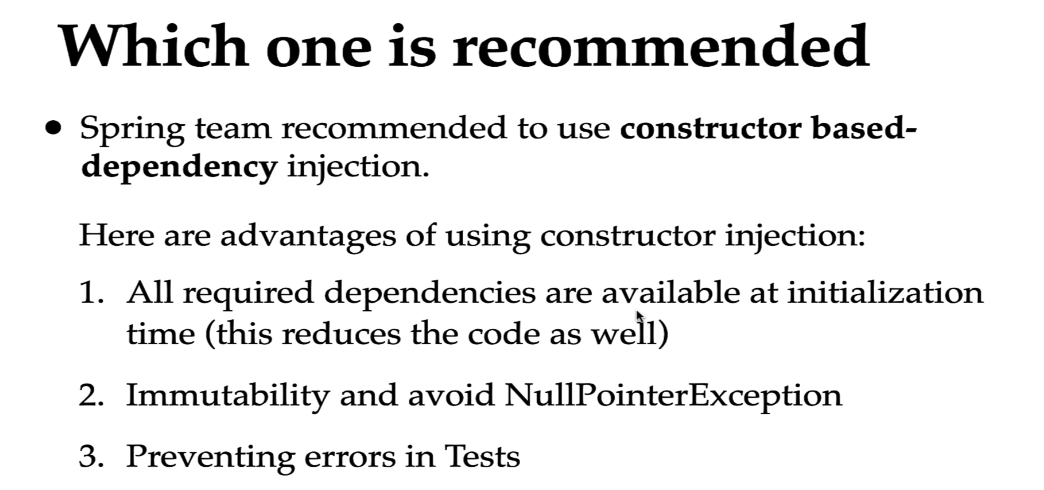 Which one is recommended
• Spring team recommended to use constructor based-
dependency injection.
Here are advantages of using constructor injection:
1. All required dependencies are available at initialization
time (this reduces the code as well)
2. Immutability and avoid NullPointerException
3. Preventing errors in Tests